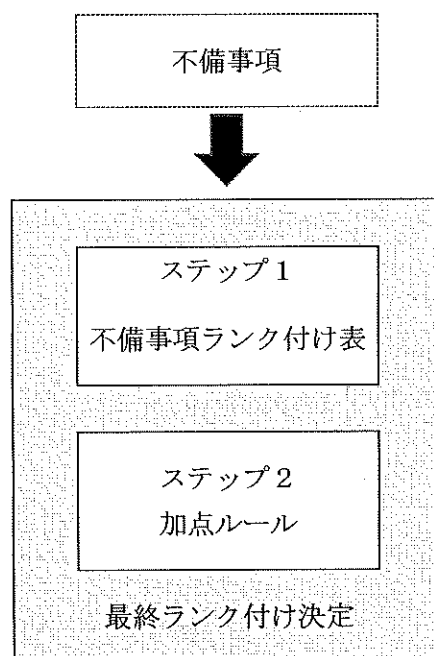 不備事項
ステップ1
不備事項ランク付け表
ステップ2
加点ルール
最終ランク付け決定